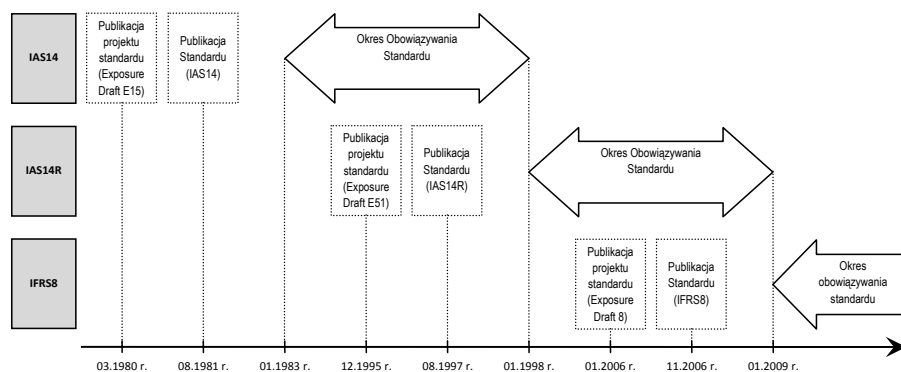 IAS14
Publikacja
projektu
standardu
(Exposure
Draft E15)
Publikacja
Standardu
(IAS14)
Okres Obowiązywania
Standardu
IAS14R
Publikacja
projektu
standardu
(Exposure
Draft E51)
Publikacja
Standardu
(IAS14R)
Okres Obowiązywania
Standardu
IFRS8
Publikacja
projektu
standardu
(Exposure
Draft 8)
Publikacja
Standardu
(IFRS8)
Okres
obowiązywania
standardu
03.1980 r. 08.1981 r. 01.1983 r. 12.1995 r. 08.1997 r. 01.1998 r. 01.2006 r. 11.2006 r. 01.2009 r.